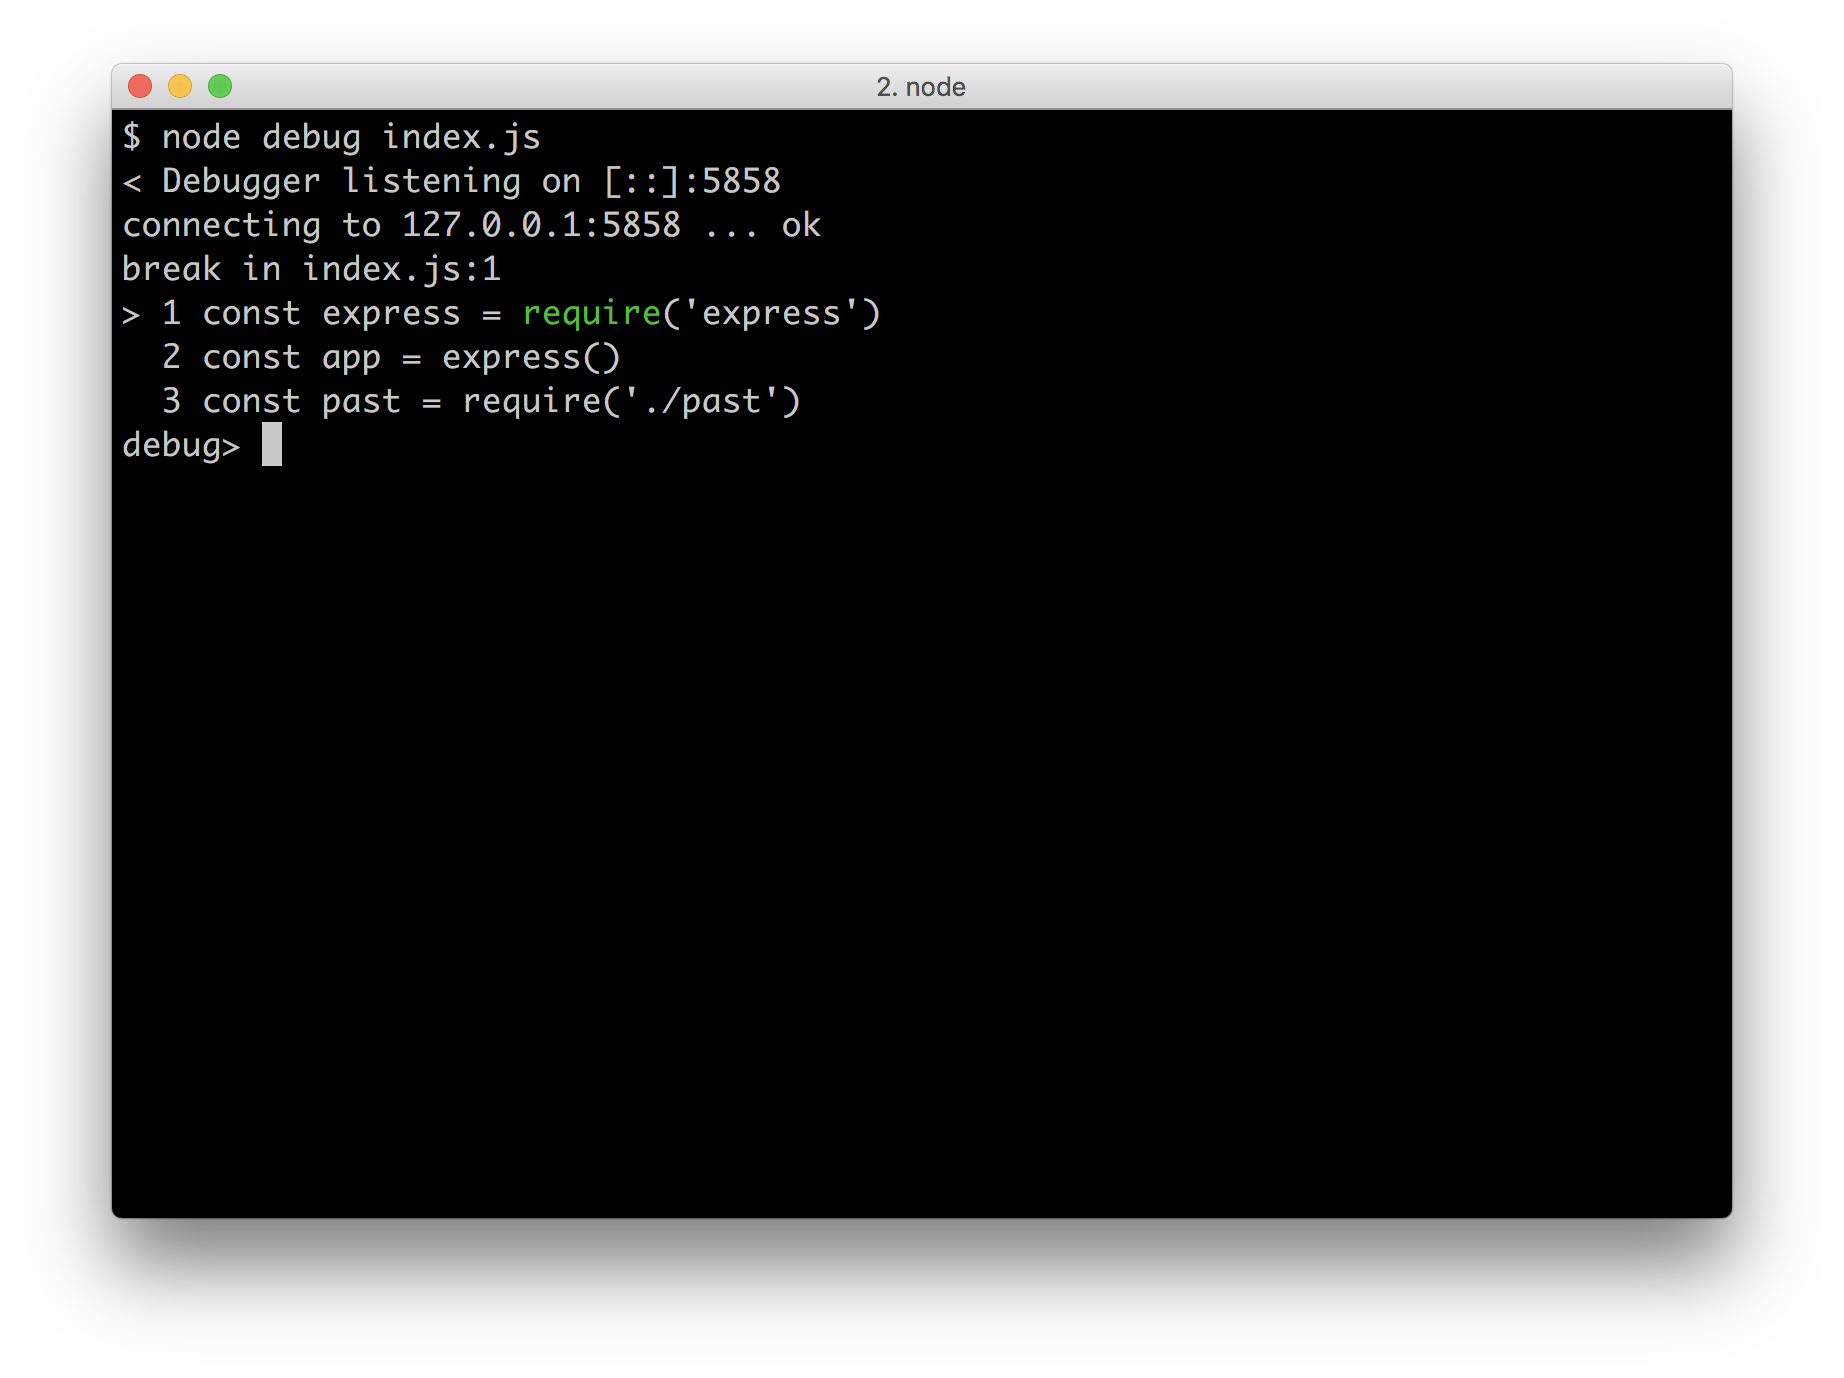 2. node
$ node debug index.js
< Debugger listening on [::]:5858
connecting to 127.0.0.1:5858 ... ok
break in index.js:1
> 1 const express = require('express')
  2 const app = express()
  3 const past = require('./past')
debug>